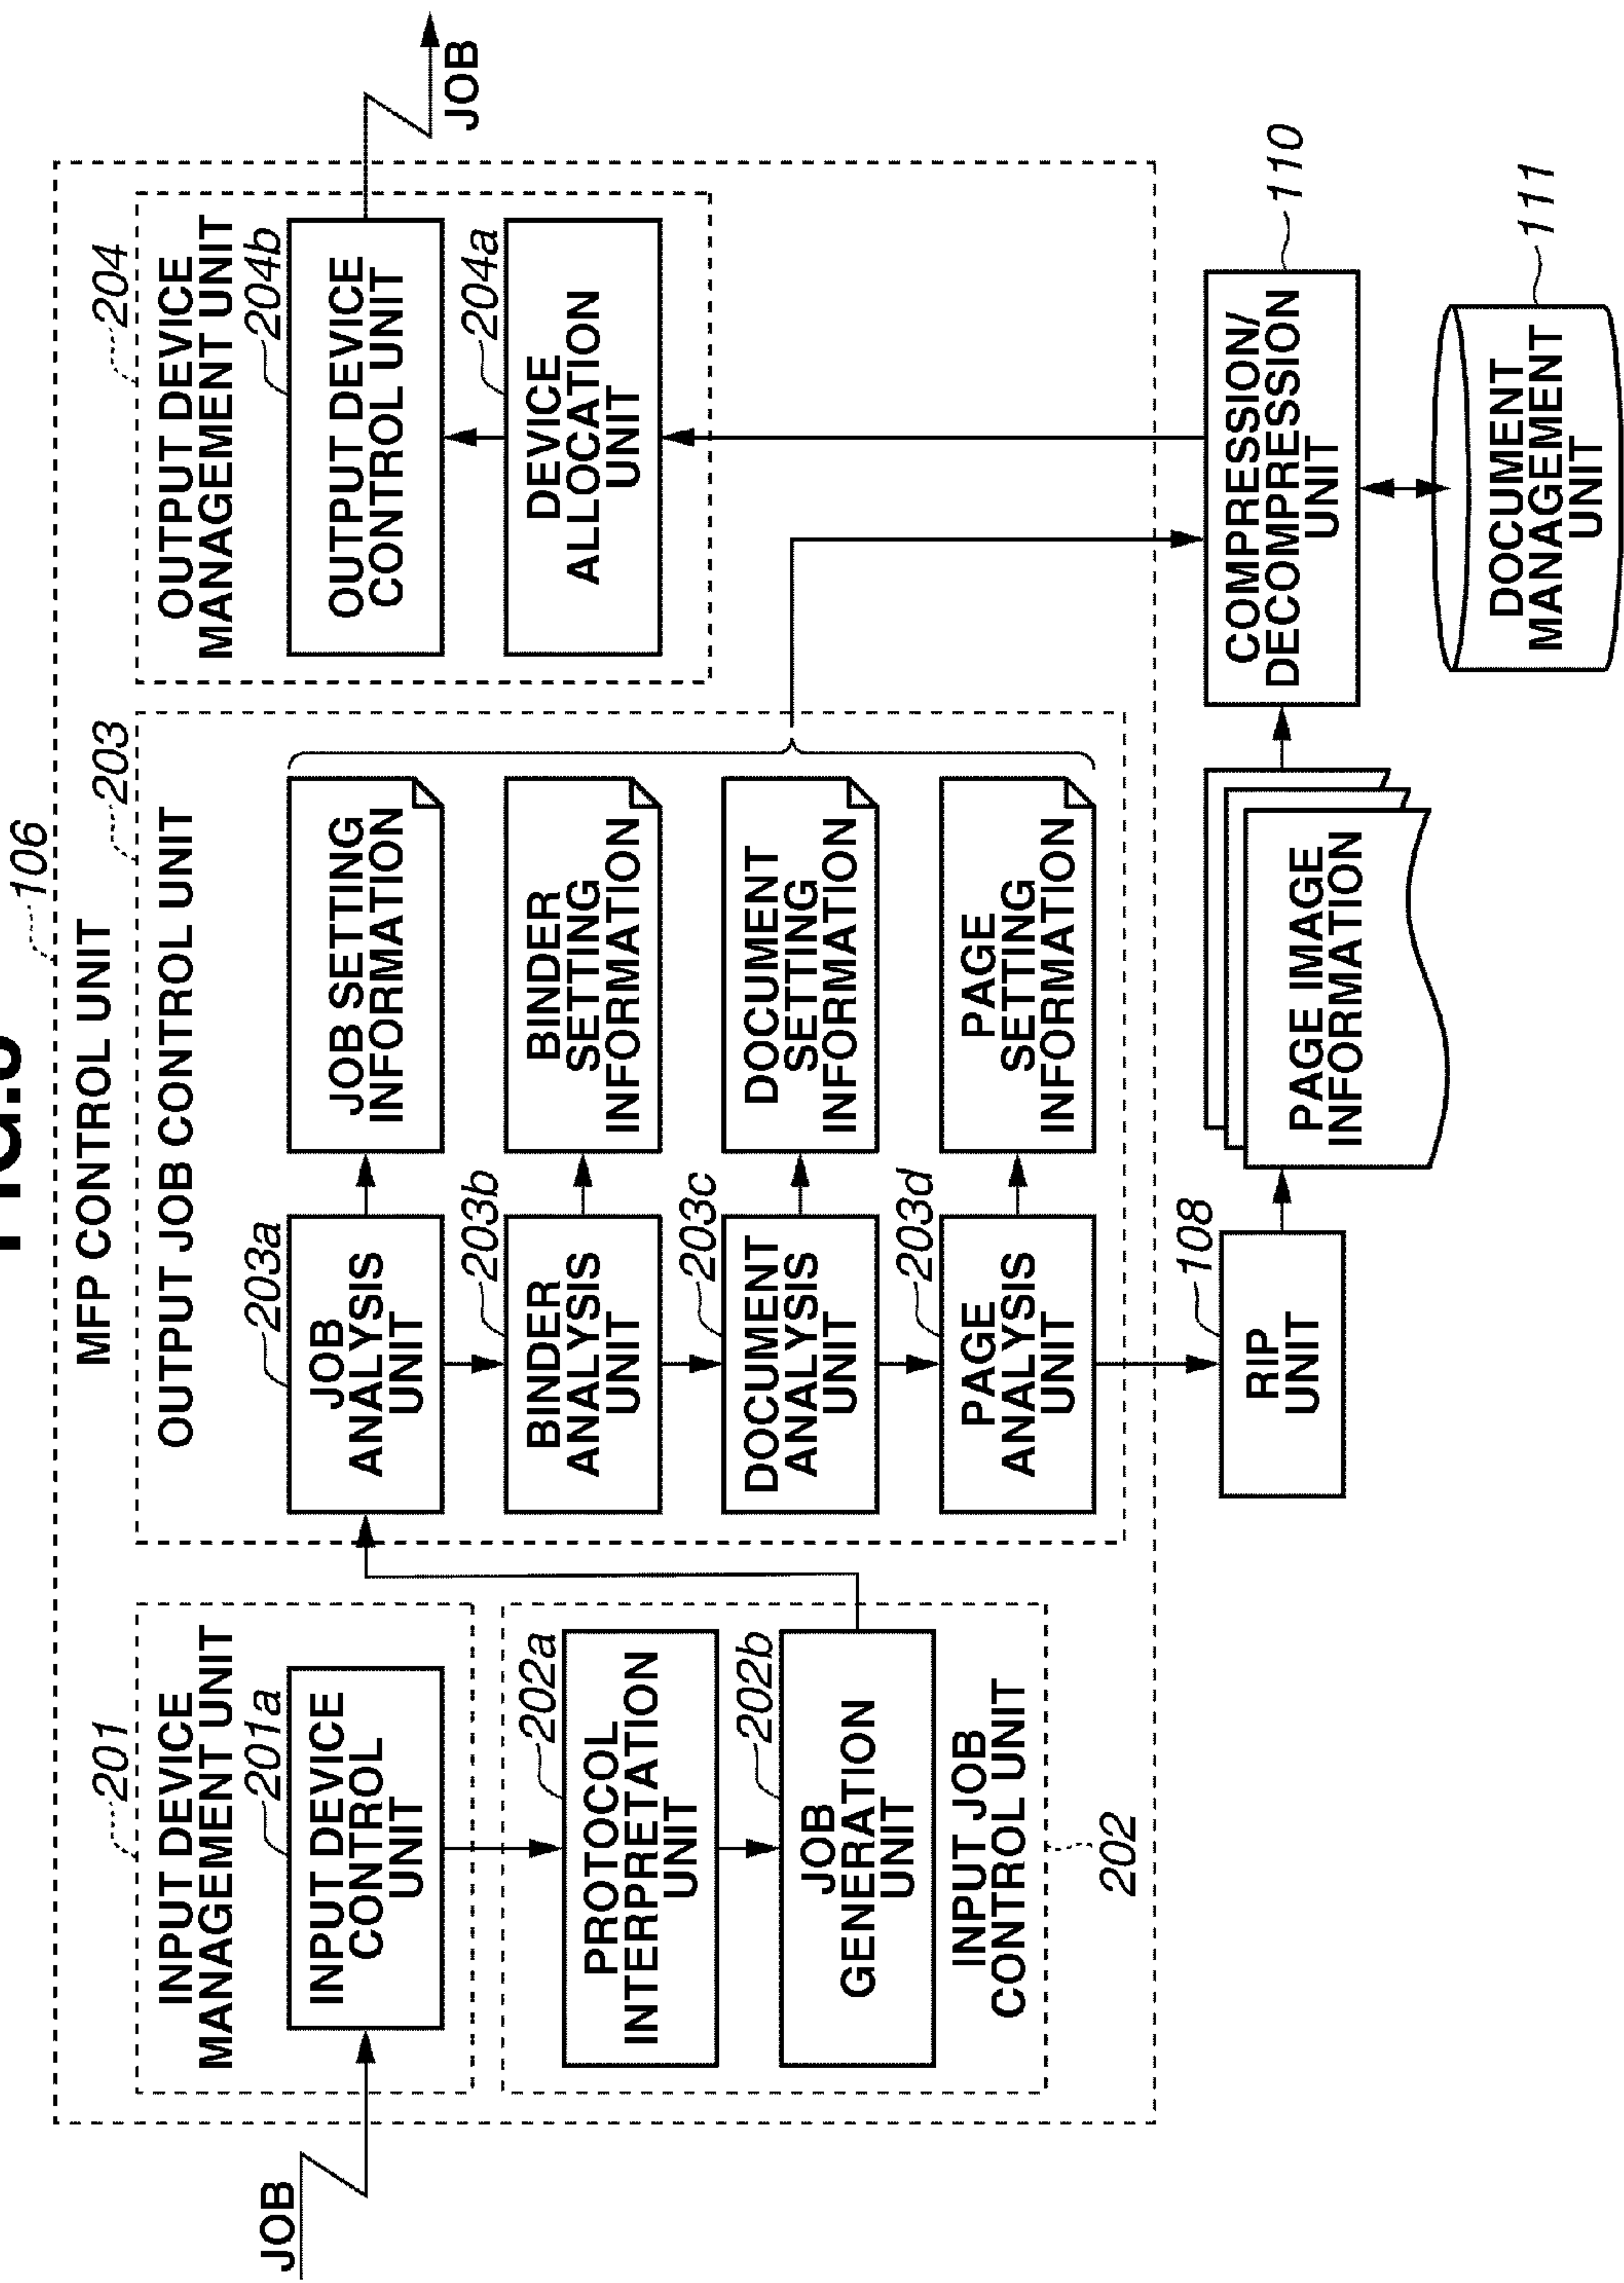 106
MFP CONTROL UNIT
201
INPUT DEVICE
MANAGEMENT UNIT
201a
INPUT DEVICE
CONTROL
UNIT
JOB
202a
PROTOCOL
INTERPRETATION
UNIT
202b
JOB
GENERATION
UNIT
INPUT JOB
CONTROL UNIT
202
203
OUTPUT JOB CONTROL UNIT
203a
JOB
ANALYSIS
UNIT
JOB SETTING
INFORMATION
203b
BINDER
ANALYSIS
UNIT
BINDER
SETTING
INFORMATION
203c
DOCUMENT
ANALYSIS
UNIT
DOCUMENT
SETTING
INFORMATION
203d
PAGE
ANALYSIS
UNIT
PAGE
SETTING
INFORMATION
204
OUTPUT DEVICE
MANAGEMENT UNIT
204b
OUTPUT DEVICE
CONTROL UNIT
JOB
204a
DEVICE
ALLOCATION
UNIT
108
RIP
UNIT
PAGE IMAGE
INFORMATION
110
COMPRESSION/
DECOMPRESSION
UNIT
111
DOCUMENT
MANAGEMENT
UNIT